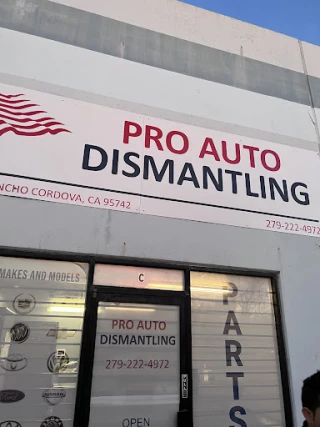 PRO AUTO
DISMANTLING
NCHO CORDOVA, CA 95742
279-222-4972
MAKES AND MODELS
C
PRO AUTO
DISMANTLING
279-222-4972
OPEN
PARTS